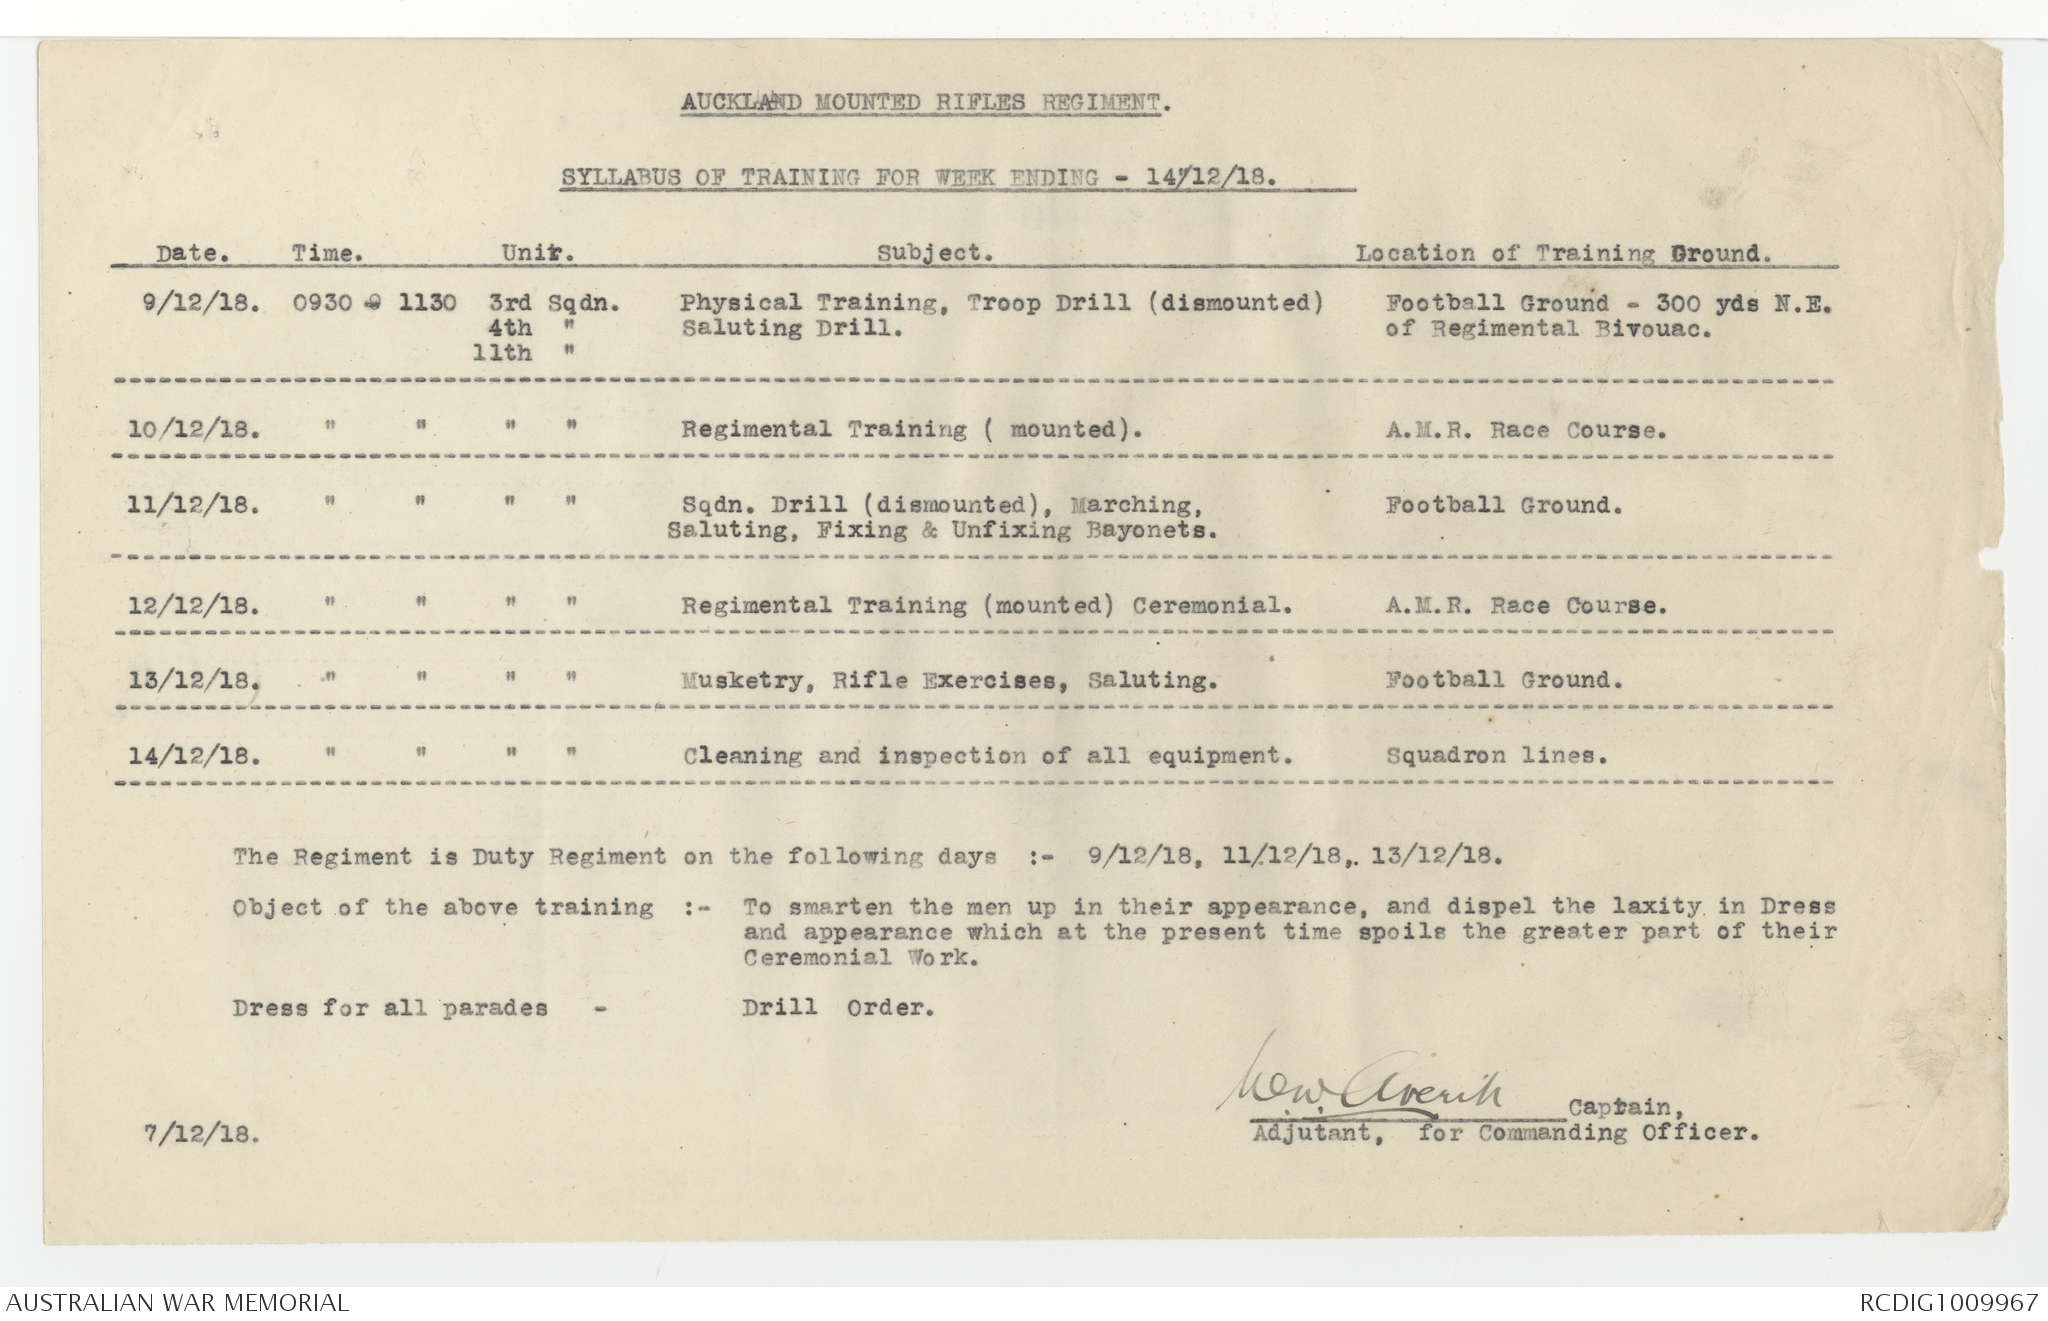 AUCKLAND MOUNTED RIFLES REGIMENT.
SYLLABUS OF TRAINING FOR WEEK ENDING - 14/12/18.
Date. Time. Unit. Subject. Location of Training Ground.
9/12/18. 0930 - 1130 3rd Sqdn. Physical Training, Troop Drill (dismounted) Football Ground - 300 yds N.E.
4th " Saluting Drill. of Regimental Bivouac.
11th "
10/12/18. " " " " Regimental Training ( mounted). A.M.R. Race Course.
11/12/18. " " " " Sqdn. Drill (dismounted), Marching, Football Ground.
Saluting, Fixing & Unfixing Bayonets.
12/12/18. " " " " Regimental Training (mounted) Ceremonial. A.M.R. Race Course.
13/12/18. " " " " Musketry, Rifle Exercises, Saluting. Football Ground.
14/12/18. " " " " Cleaning and inspection of all equipment. Squadron lines.
The Regiment is Duty Regiment on the following days :- 9/12/18, 11/12/18,. 13/12/18.
Object of the above training :- To smarten the men up in their appearance, and dispel the laxity in Dress
and appearance which at the present time spoils the greater part of their
Ceremonial Work.
Dress for all parades - Drill Order.
Captain,
7/12/18. Adjutant, for Commanding Officer.
AUSTRALIAN WAR MEMORIAL RCDIG1009967